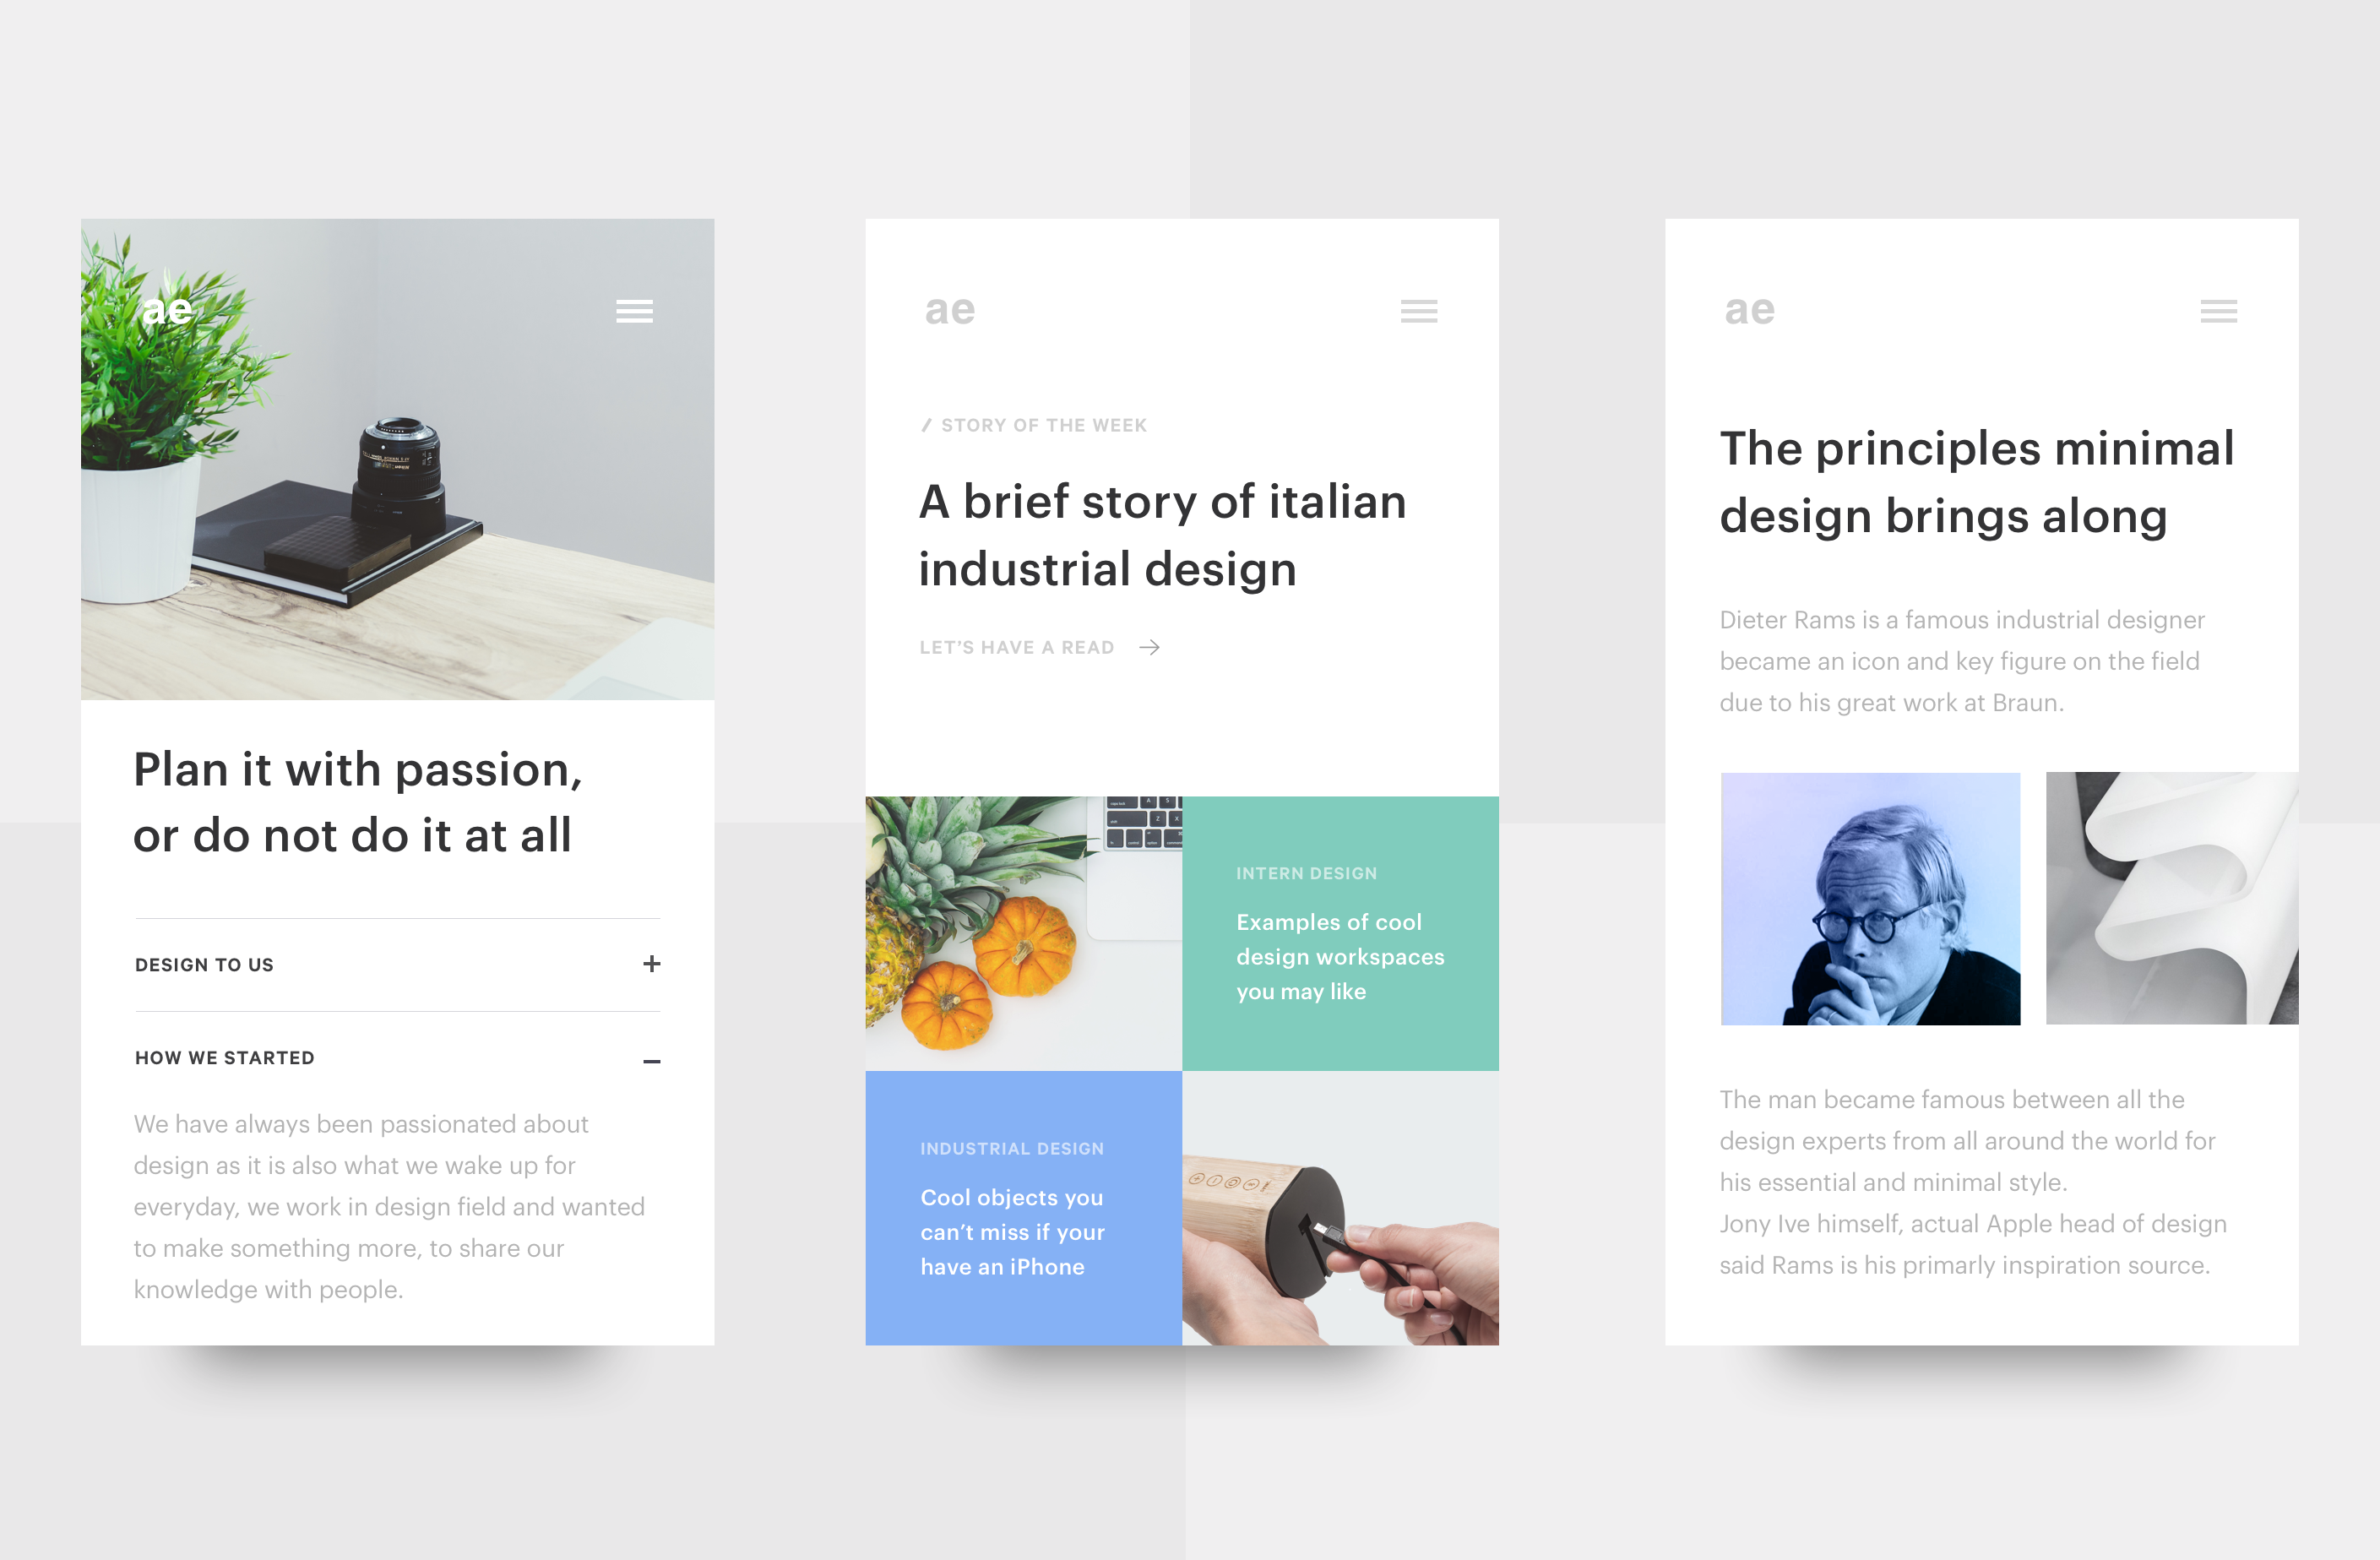 ae
Plan it with passion,
or do not do it at all
DESIGN TO US
HOW WE STARTED
We have always been passionated about
design as it is also what we wake up for
everyday, we work in design field and wanted
to make something more, to share our
knowledge with people.
ae
STORY OF THE WEEK
A brief story of italian
industrial design
LET'S HAVE A READ
INTERN DESIGN
Examples of cool
design workspaces
you may like
INDUSTRIAL DESIGN
Cool objects you
can't miss if your
have an iPhone
ae
The principles minimal
design brings along
Dieter Rams is a famous industrial designer
became an icon and key figure on the field
due to his great work at Braun.
The man became famous between all the
design experts from all around the world for
his essential and minimal style.
Jony Ive himself, actual Apple head of design
said Rams is his primarly inspiration source.